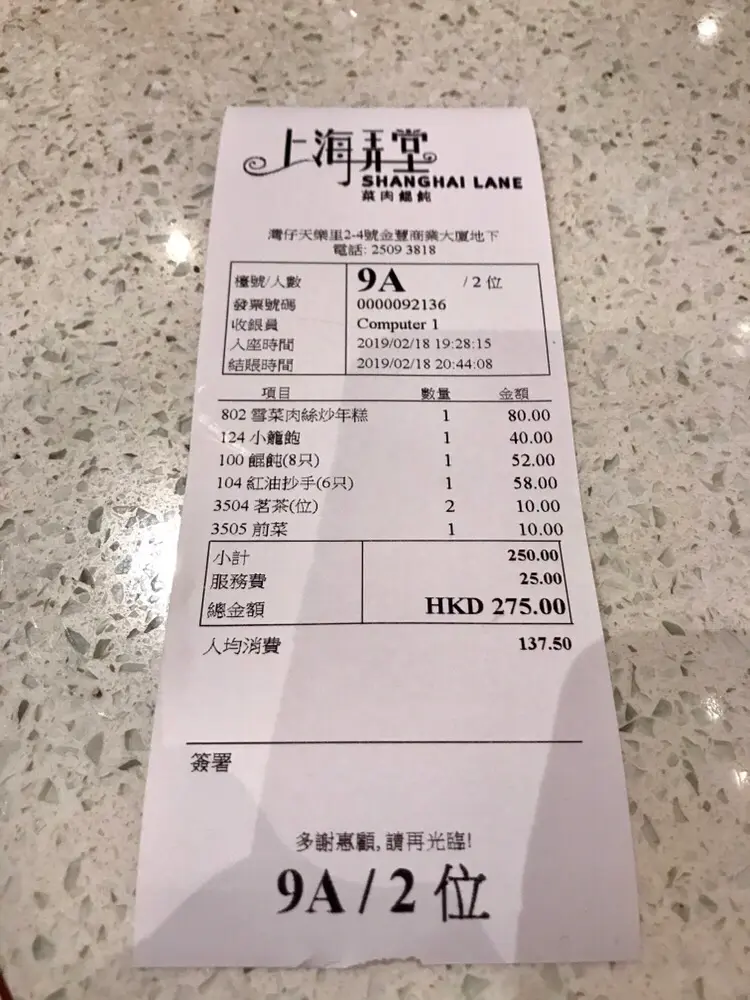 上海弄堂
SHANGHAI LANE
菜肉餛飩
灣仔天樂里2-4號金豐商業大廈地下
電話: 2509 3818
檯號/人數 9A / 2 位
發票號碼 0000092136
收銀員 Computer 1
入座時間 2019/02/18 19:28:15
結賬時間 2019/02/18 20:44:08
項目 數量 金額
802 雪菜肉絲炒年糕 1 80.00
124 小籠飽 1 40.00
100 餛飩(8只) 1 52.00
104 紅油抄手(6只) 1 58.00
3504 茗茶(位) 2 10.00
3505 前菜 1 10.00
小計 250.00
服務費 25.00
總金額 HKD 275.00
人均消費 137.50
簽署
多謝惠顧, 請再光臨!
9A / 2 位